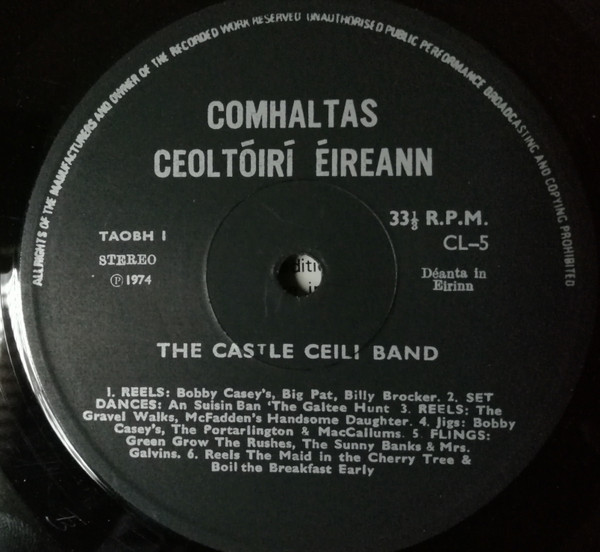 ALL RIGHTS OF THE MANUFACTURERS AND OWNER OF THE RECORDED WORK RESERVED UNAUTHORISED PUBLIC PERFORMANCE BROADCASTING AND COPYING PROHIBITED
COMHALTAS
CEOLTÓIRÍ ÉIREANN
TAOBH 1
STEREO
Ⓟ 1974
33⅓ R.P.M.
CL-5
Déanta in
Eirinn
THE CASTLE CEILI BAND
1. REELS: Bobby Casey's, Big Pat, Billy Brocker. 2. SET
DANCES: An Suisin Ban 'The Galtee Hunt 3. REELS: The
Gravel Walks, McFadden's Handsome Daughter. 4. Jigs: Bobby
Casey's, The Portarlington & MacCallums. 5 FLINGS:
Green Grow The Rushes, The Sunny Banks & Mrs.
Galvins. 6. Reels The Maid in the Cherry Tree &
Boil the Breakfast Early